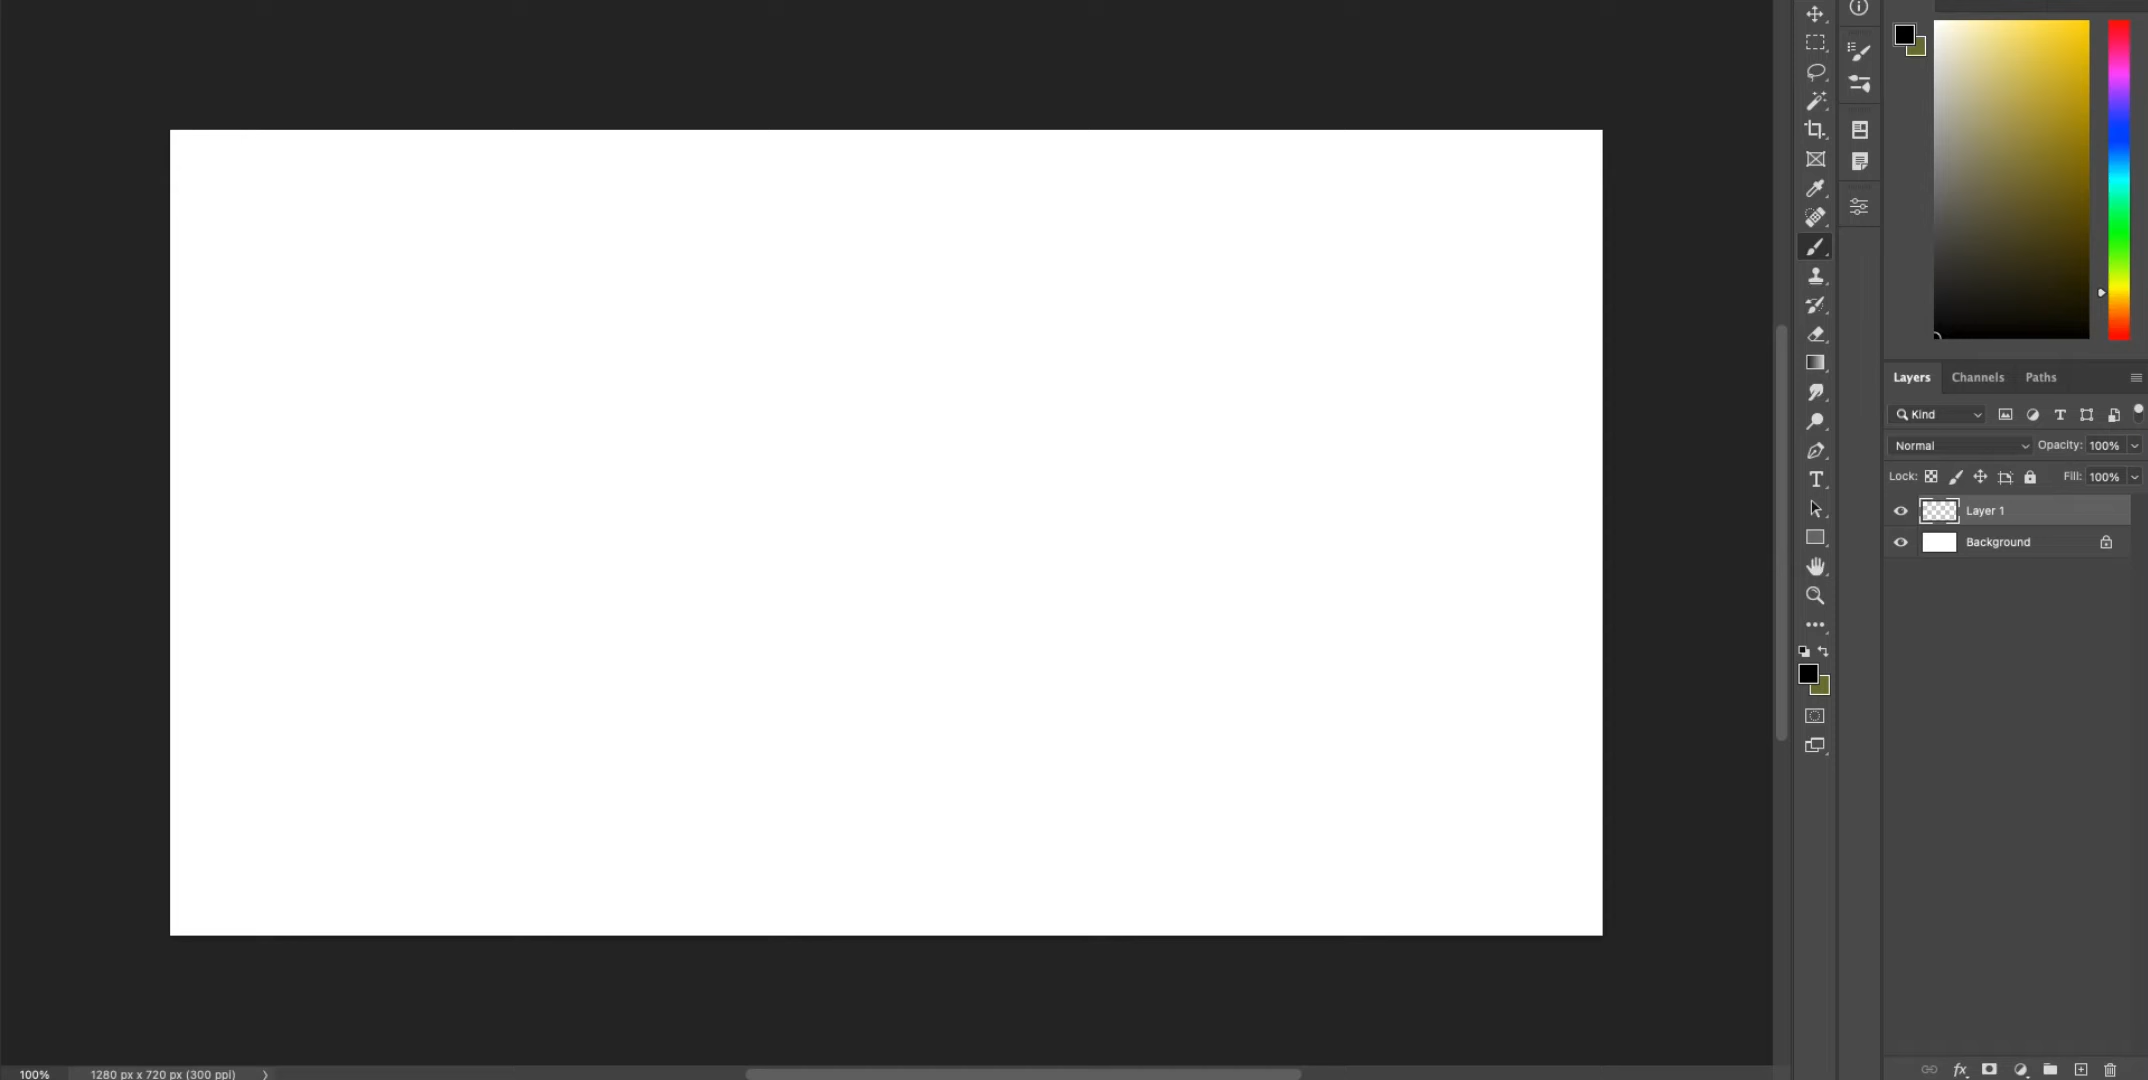 Layers Channels Paths
Kind
Normal Opacity: 100%
Lock: Fill: 100%
Layer 1
Background
100% 1280 px x 720 px (300 ppi)